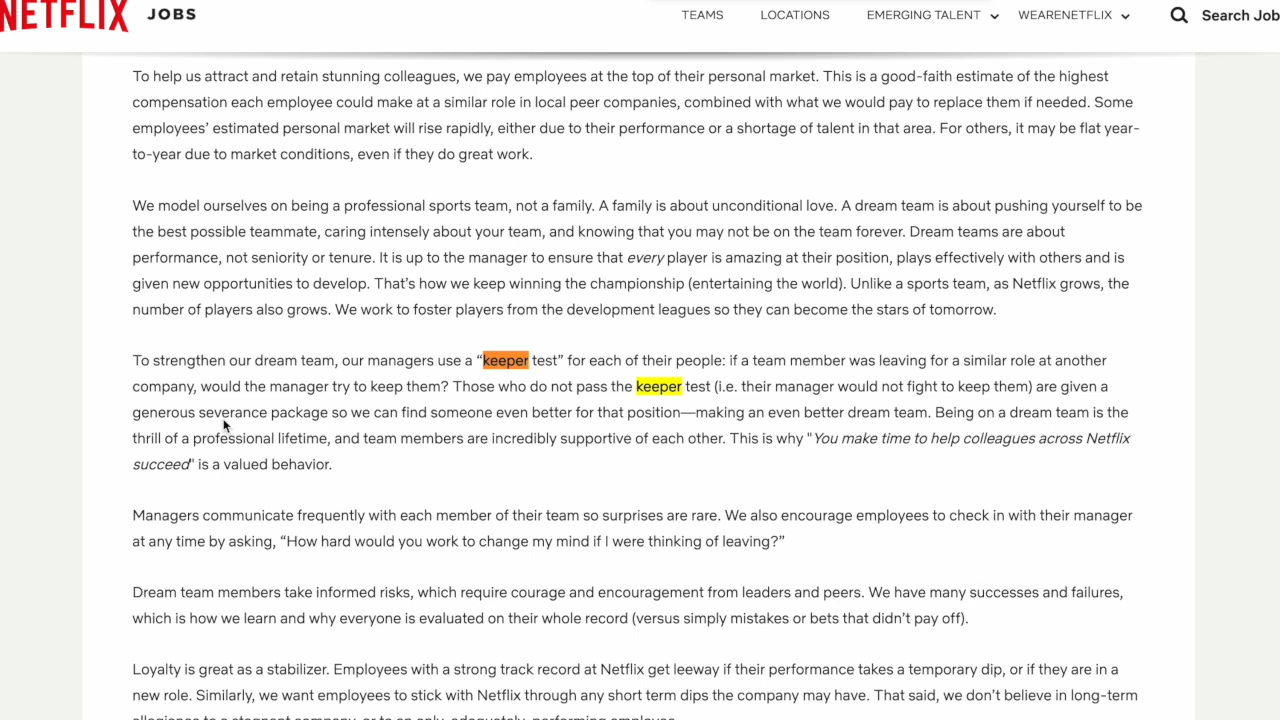 NETFLIX JOBS TEAMS LOCATIONS EMERGING TALENT WEARENETFLIX Search Job
To help us attract and retain stunning colleagues, we pay employees at the top of their personal market. This is a good-faith estimate of the highest
compensation each employee could make at a similar role in local peer companies, combined with what we would pay to replace them if needed. Some
employees’ estimated personal market will rise rapidly, either due to their performance or a shortage of talent in that area. For others, it may be flat year-
to-year due to market conditions, even if they do great work.
We model ourselves on being a professional sports team, not a family. A family is about unconditional love. A dream team is about pushing yourself to be
the best possible teammate, caring intensely about your team, and knowing that you may not be on the team forever. Dream teams are about
performance, not seniority or tenure. It is up to the manager to ensure that every player is amazing at their position, plays effectively with others and is
given new opportunities to develop. That’s how we keep winning the championship (entertaining the world). Unlike a sports team, as Netflix grows, the
number of players also grows. We work to foster players from the development leagues so they can become the stars of tomorrow.
To strengthen our dream team, our managers use a “keeper test” for each of their people: if a team member was leaving for a similar role at another
company, would the manager try to keep them? Those who do not pass the keeper test (i.e. their manager would not fight to keep them) are given a
generous severance package so we can find someone even better for that position—making an even better dream team. Being on a dream team is the
thrill of a professional lifetime, and team members are incredibly supportive of each other. This is why "You make time to help colleagues across Netflix
succeed" is a valued behavior.
Managers communicate frequently with each member of their team so surprises are rare. We also encourage employees to check in with their manager
at any time by asking, “How hard would you work to change my mind if I were thinking of leaving?”
Dream team members take informed risks, which require courage and encouragement from leaders and peers. We have many successes and failures,
which is how we learn and why everyone is evaluated on their whole record (versus simply mistakes or bets that didn’t pay off).
Loyalty is great as a stabilizer. Employees with a strong track record at Netflix get leeway if their performance takes a temporary dip, or if they are in a
new role. Similarly, we want employees to stick with Netflix through any short term dips the company may have. That said, we don’t believe in long-term
allegiance to a stagnant company, or to an only adequately performing employee.